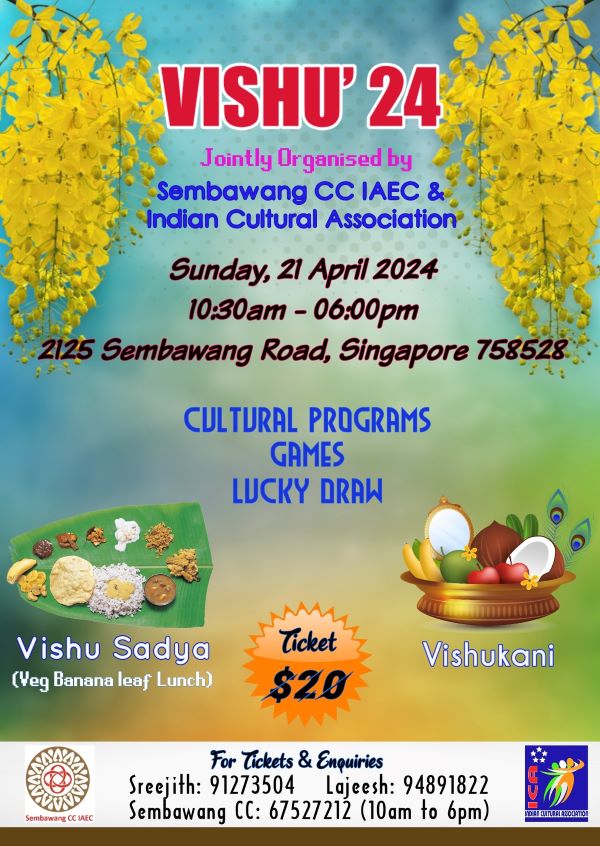 VISHU' 24
Jointly Organised by
Sembawang CC IAEC &
Indian Cultural Association
Sunday, 21 April 2024
10:30am - 06:00pm
2125 Sembawang Road, Singapore 758528
CULTURAL PROGRAMS
GAMES
LUCKY DRAW
Vishu Sadya
(Veg Banana leaf Lunch)
Ticket
$20
Vishukani
For Tickets & Enquiries
Sreejith: 91273504 Lajeesh: 94891822
Sembawang CC: 67527212 (10am to 6pm)
Sembawang CC IAEC
ICA
INDIAN CULTURAL ASSOCIATION